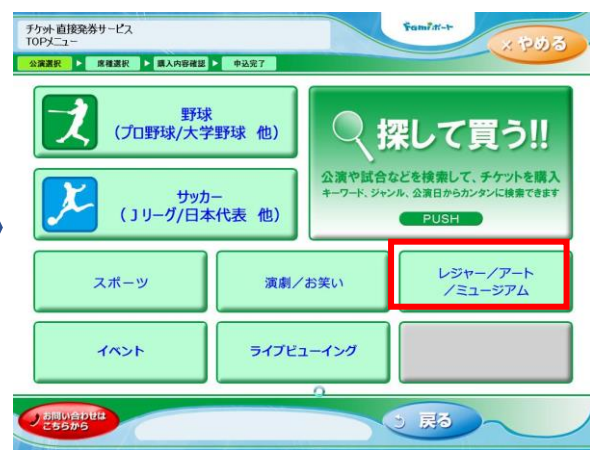 チケット直接発券サービス
TOPメニュー
Famiポート
×やめる
公演選択 ▶ 席種選択 ▶ 購入内容確認 ▶ 申込完了
野球
(プロ野球/大学野球 他)
探して買う!!
公演や試合などを検索して、チケットを購入
キーワード、ジャンル、公演日からカンタンに検索できます
PUSH
サッカー
(Jリーグ/日本代表 他)
スポーツ
演劇/お笑い
レジャー/アート
/ミュージアム
イベント
ライブビューイング
お問い合わせは
こちらから
戻る